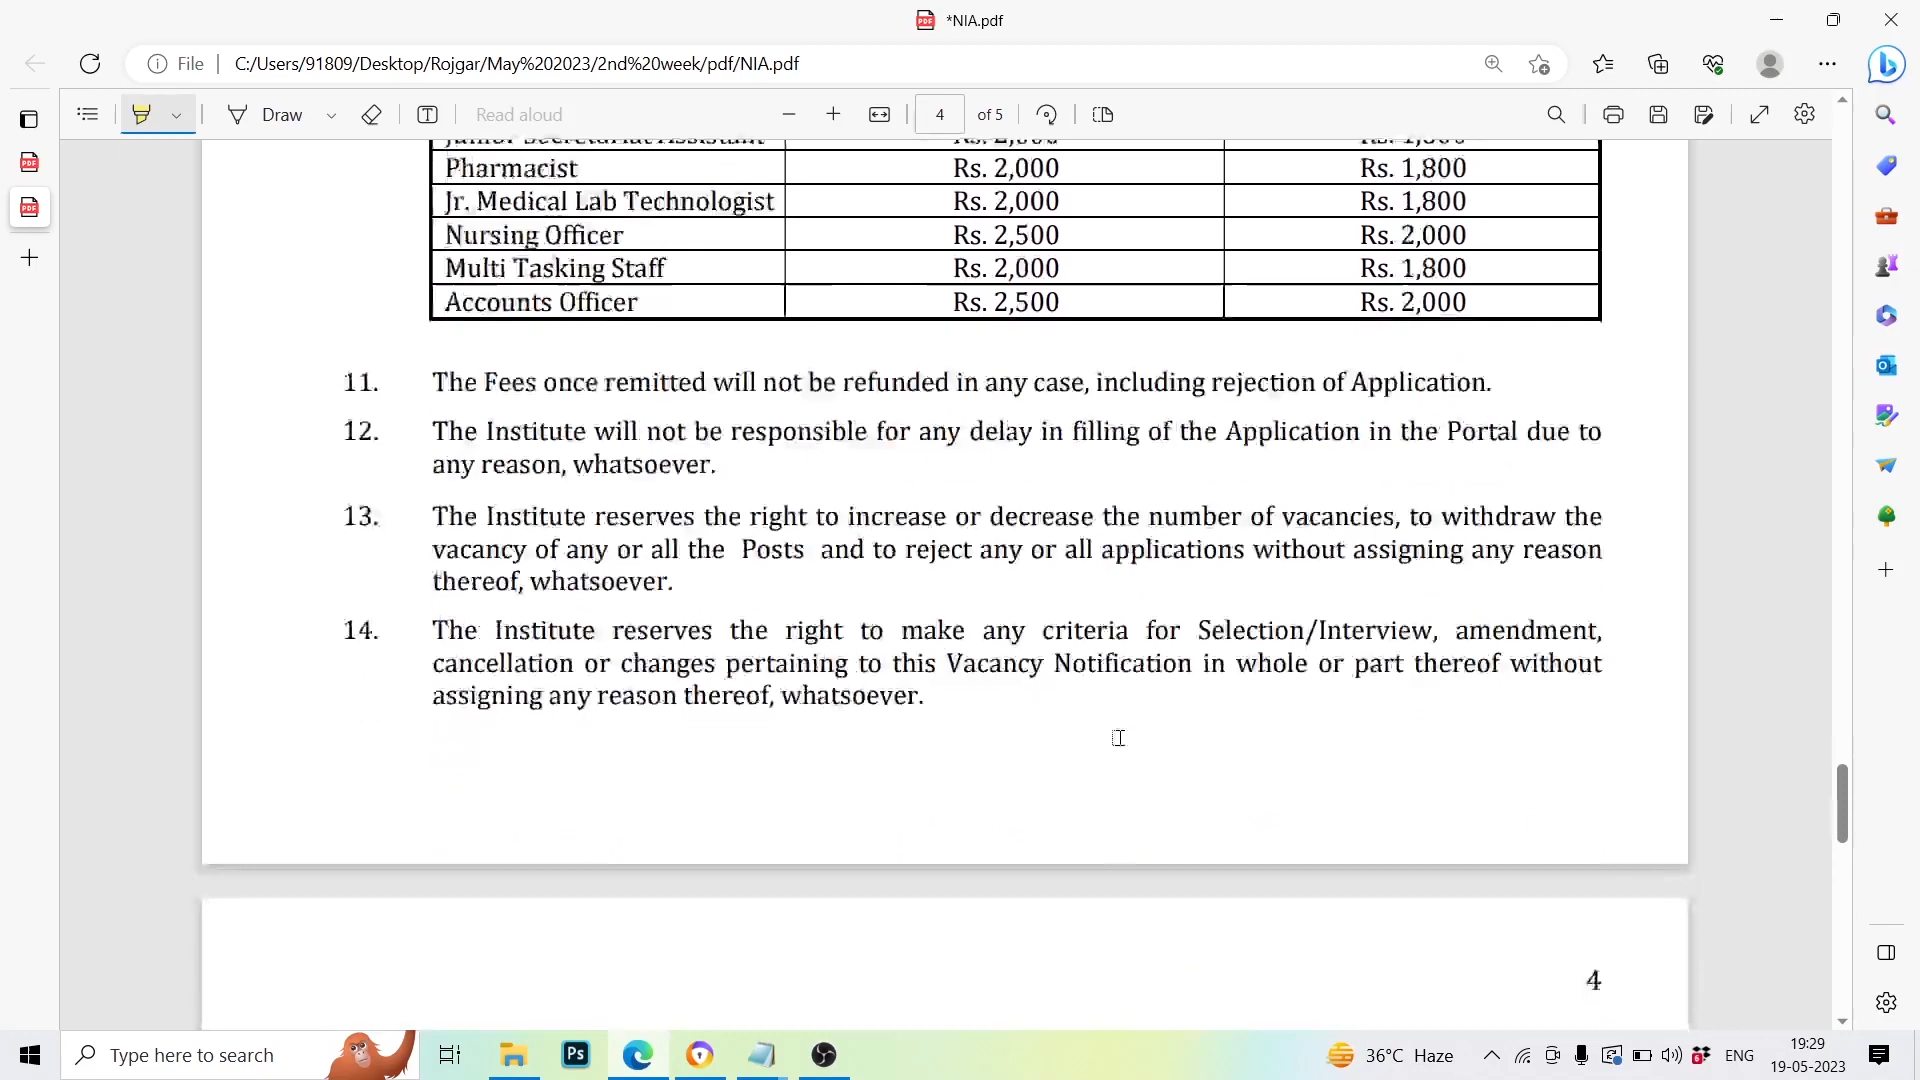 *NIA.pdf
File
C:/Users/91809/Desktop/Rojgar/May%202023/2nd%20week/pdf/NIA.pdf
Draw
Read aloud
4 of 5
Junior Secretariat Assistant
Pharmacist Rs. 2,000 Rs. 1,800
Jr. Medical Lab Technologist Rs. 2,000 Rs. 1,800
Nursing Officer Rs. 2,500 Rs. 2,000
Multi Tasking Staff Rs. 2,000 Rs. 1,800
Accounts Officer Rs. 2,500 Rs. 2,000
11. The Fees once remitted will not be refunded in any case, including rejection of Application.
12. The Institute will not be responsible for any delay in filling of the Application in the Portal due to
any reason, whatsoever.
13. The Institute reserves the right to increase or decrease the number of vacancies, to withdraw the
vacancy of any or all the Posts and to reject any or all applications without assigning any reason
thereof, whatsoever.
14. The Institute reserves the right to make any criteria for Selection/Interview, amendment,
cancellation or changes pertaining to this Vacancy Notification in whole or part thereof without
assigning any reason thereof, whatsoever.
4
Type here to search
Ps
36°C Haze
ENG
19:29
19-05-2023